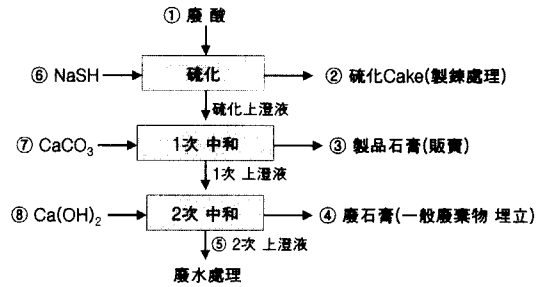 ① 廢 酸
⑥ NaSH
硫化
② 硫化Cake(製鍊處理)
硫化上澄液
⑦ CaCO₃
1次 中和
③ 製品石膏(販賣)
1次 上澄液
⑧ Ca(OH)₂
2次 中和
④ 廢石膏(一般廢棄物 埋立)
⑤ 2次 上澄液
廢水處理